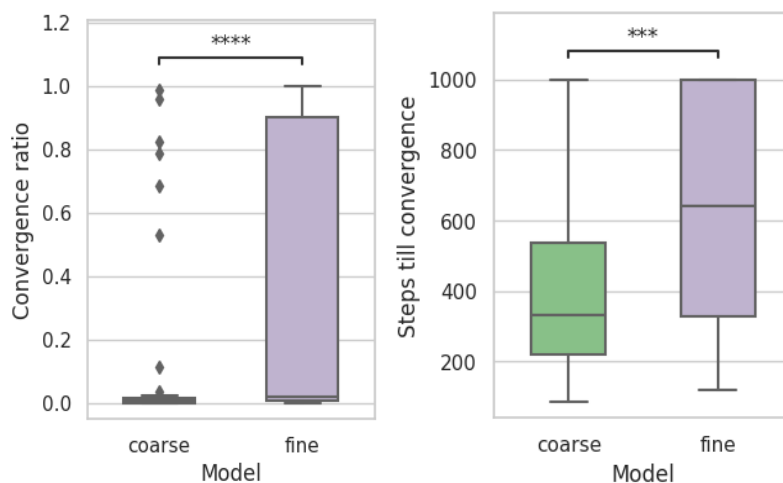 Convergence ratio
1.2
1.0
0.8
0.6
0.4
0.2
0.0
****
coarse
fine
Model
Steps till convergence
1000
800
600
400
200
***
coarse
fine
Model